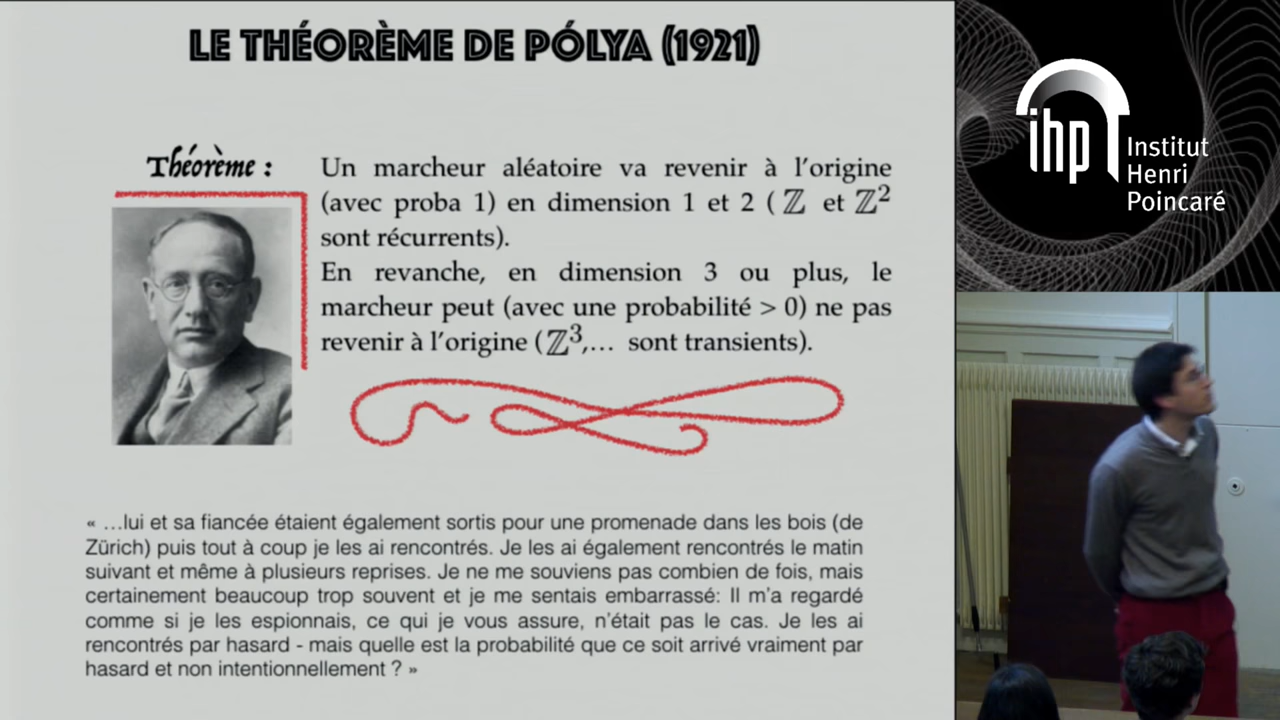 LE THÉORÈME DE PÓLYA (1921)
Théorème :
Un marcheur aléatoire va revenir à l'origine
(avec proba 1) en dimension 1 et 2 ( ℤ et ℤ²
sont récurrents).
En revanche, en dimension 3 ou plus, le
marcheur peut (avec une probabilité > 0) ne pas
revenir à l'origine (ℤ³,… sont transients).
« …lui et sa fiancée étaient également sortis pour une promenade dans les bois (de
Zürich) puis tout à coup je les ai rencontrés. Je les ai également rencontrés le matin
suivant et même à plusieurs reprises. Je ne me souviens pas combien de fois, mais
certainement beaucoup trop souvent et je me sentais embarrassé: Il m'a regardé
comme si je les espionnais, ce qui je vous assure, n'était pas le cas. Je les ai
rencontrés par hasard - mais quelle est la probabilité que ce soit arrivé vraiment par
hasard et non intentionnellement ? »
ihp
Institut
Henri
Poincaré